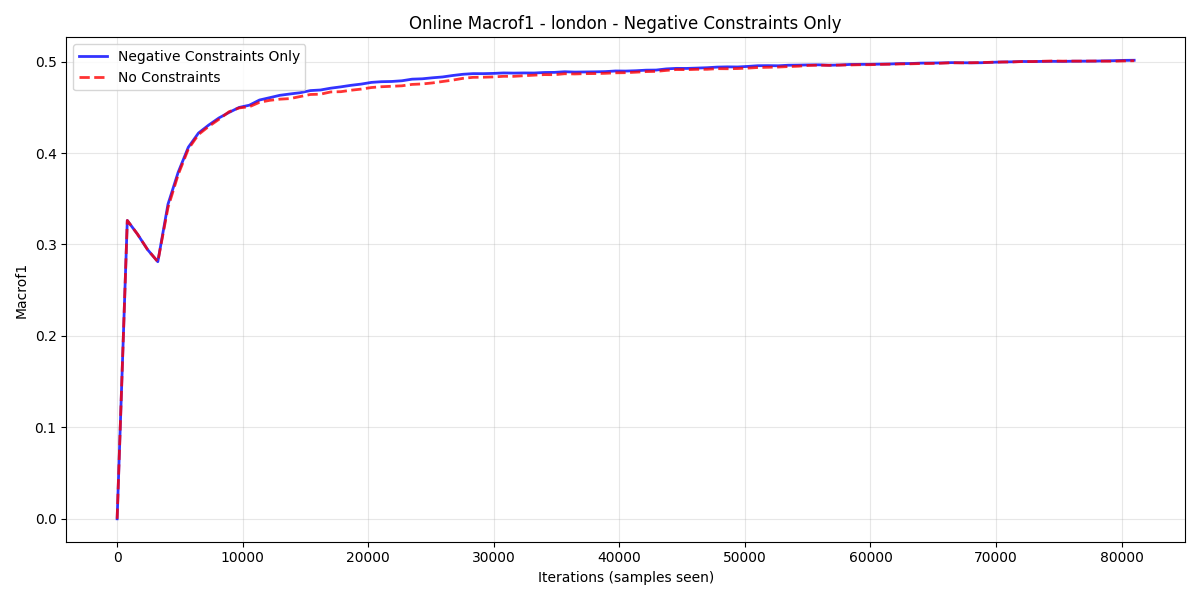 Online Macrof1 - london - Negative Constraints Only
Negative Constraints Only
No Constraints
Macrof1
0.5
0.4
0.3
0.2
0.1
0.0
0 10000 20000 30000 40000 50000 60000 70000 80000
Iterations (samples seen)